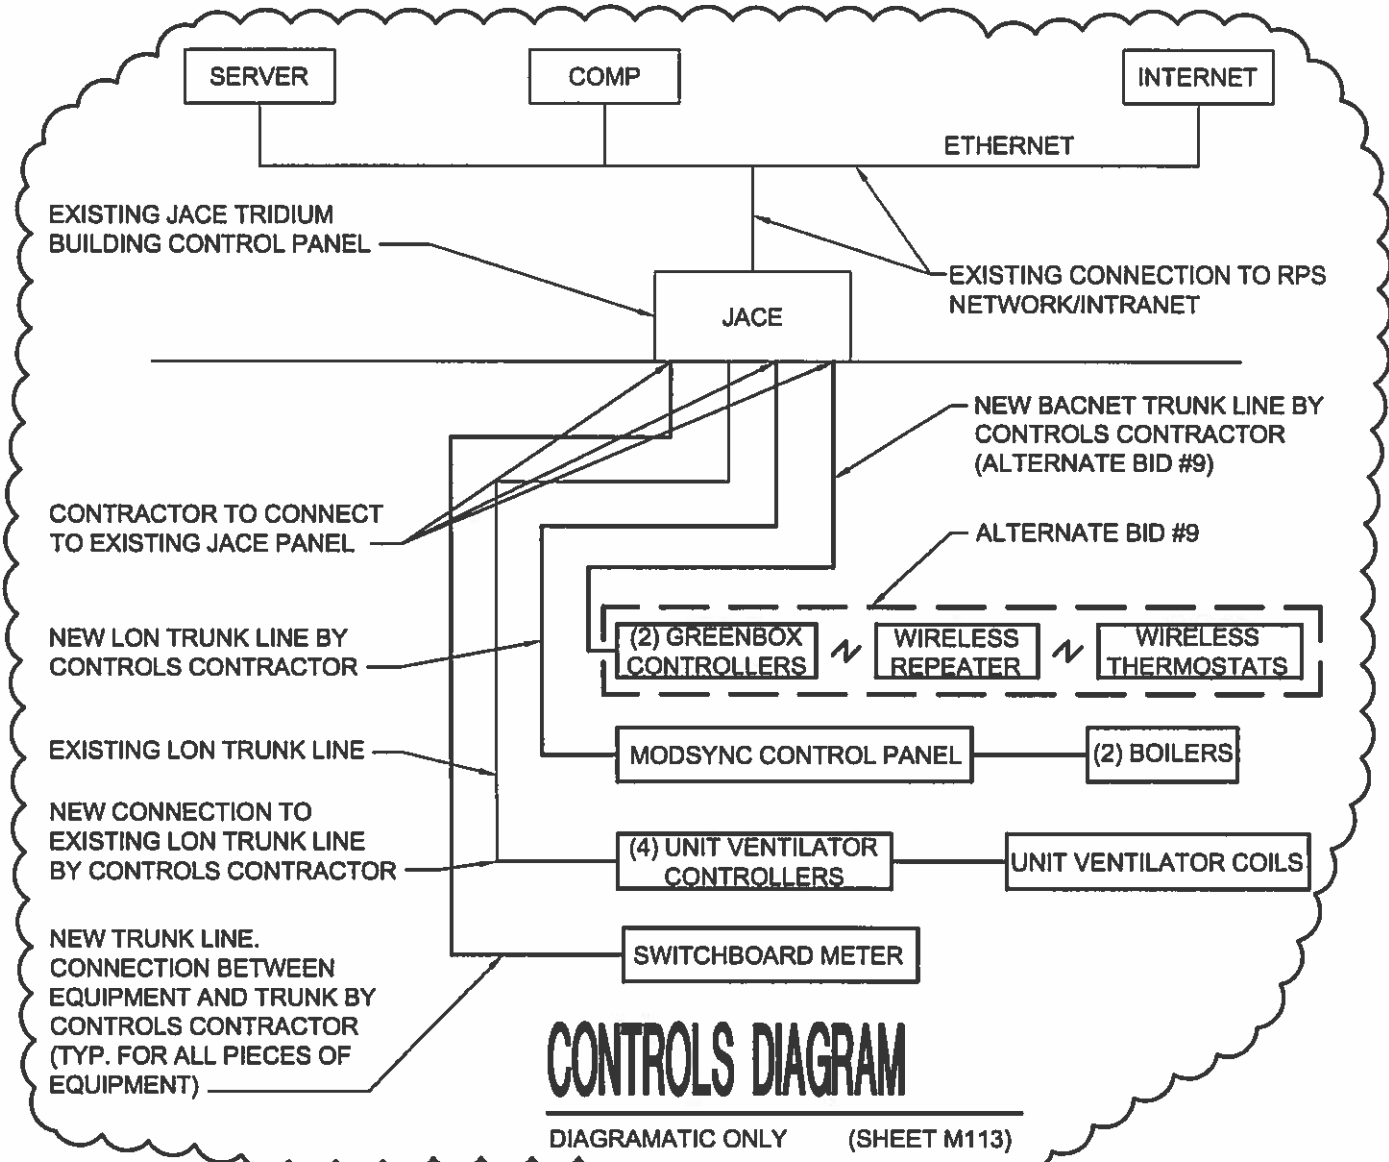 SERVER
COMP
INTERNET
ETHERNET
EXISTING JACE TRIDIUM
BUILDING CONTROL PANEL
EXISTING CONNECTION TO RPS
NETWORK/INTRANET
JACE
NEW BACNET TRUNK LINE BY
CONTROLS CONTRACTOR
(ALTERNATE BID #9)
CONTRACTOR TO CONNECT
TO EXISTING JACE PANEL
ALTERNATE BID #9
NEW LON TRUNK LINE BY
CONTROLS CONTRACTOR
(2) GREENBOX
CONTROLLERS
WIRELESS
REPEATER
WIRELESS
THERMOSTATS
EXISTING LON TRUNK LINE
MODSYNC CONTROL PANEL
(2) BOILERS
NEW CONNECTION TO
EXISTING LON TRUNK LINE
BY CONTROLS CONTRACTOR
(4) UNIT VENTILATOR
CONTROLLERS
UNIT VENTILATOR COILS
NEW TRUNK LINE.
CONNECTION BETWEEN
EQUIPMENT AND TRUNK BY
CONTROLS CONTRACTOR
(TYP. FOR ALL PIECES OF
EQUIPMENT)
SWITCHBOARD METER
CONTROLS DIAGRAM
DIAGRAMATIC ONLY (SHEET M113)